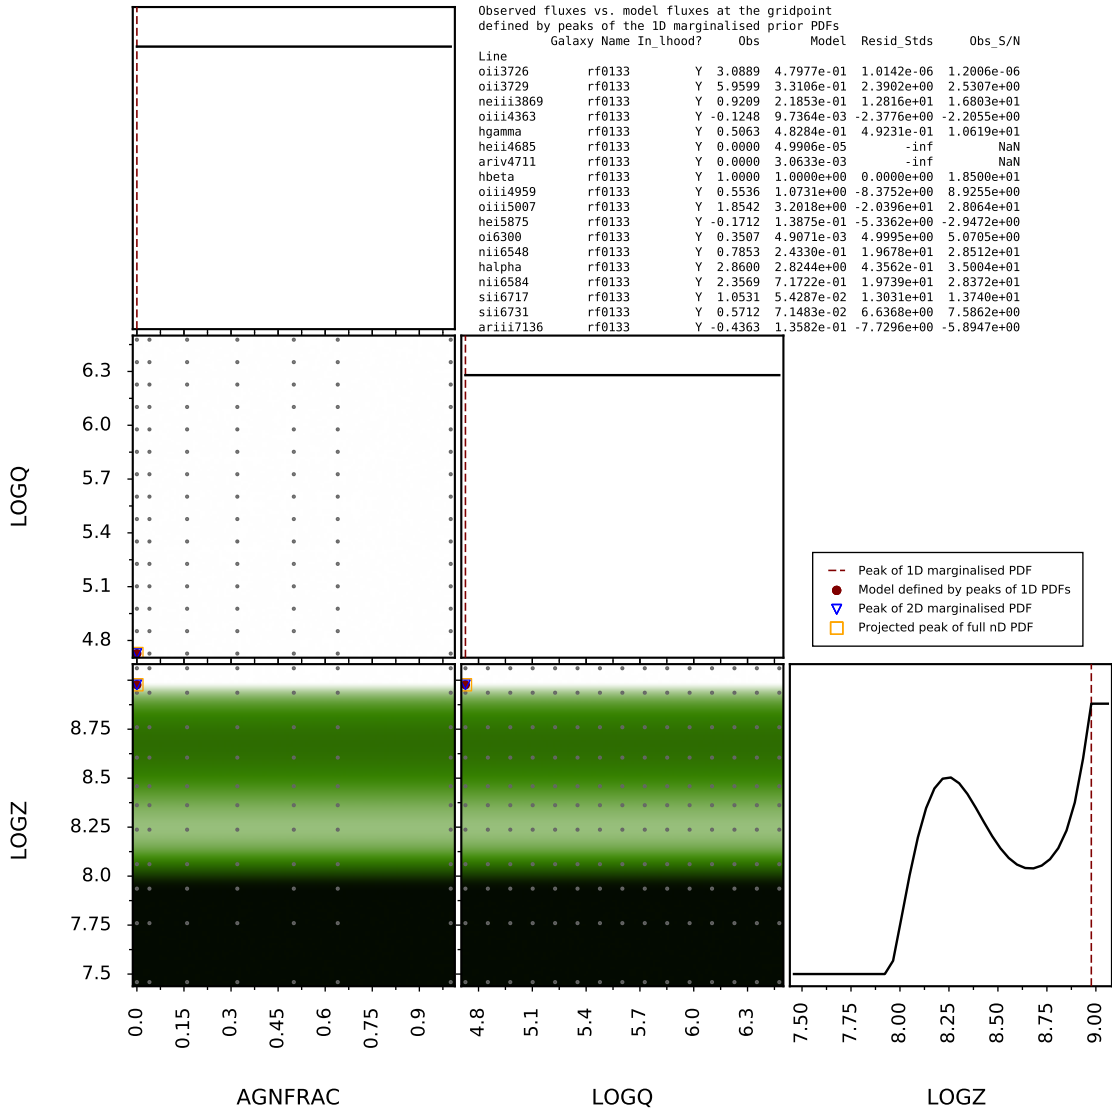 Observed fluxes vs. model fluxes at the gridpoint
defined by peaks of the 1D marginalised prior PDFs
Galaxy Name In_lhood? Obs Model Resid_Stds Obs_S/N
Line
oii3726 rf0133 Y 3.0889 4.7977e-01 1.0142e-06 1.2006e-06
oii3729 rf0133 Y 5.9599 3.3106e-01 2.3902e+00 2.5307e+00
neiii3869 rf0133 Y 0.9209 2.1853e-01 1.2816e+01 1.6803e+01
oiii4363 rf0133 Y -0.1248 9.7364e-03 -2.3776e+00 -2.2055e+00
hgamma rf0133 Y 0.5063 4.8284e-01 4.9231e-01 1.0619e+01
heii4685 rf0133 Y 0.0000 4.9906e-05 -inf NaN
ariv4711 rf0133 Y 0.0000 3.0633e-03 -inf NaN
hbeta rf0133 Y 1.0000 1.0000e+00 0.0000e+00 1.8500e+01
oiii4959 rf0133 Y 0.5536 1.0731e+00 -8.3752e+00 8.9255e+00
oiii5007 rf0133 Y 1.8542 3.2018e+00 -2.0396e+01 2.8064e+01
hei5875 rf0133 Y -0.1712 1.3875e-01 -5.3362e+00 -2.9472e+00
oi6300 rf0133 Y 0.3507 4.9071e-03 4.9995e+00 5.0705e+00
nii6548 rf0133 Y 0.7853 2.4330e-01 1.9678e+01 2.8512e+01
halpha rf0133 Y 2.8600 2.8244e+00 4.3562e-01 3.5004e+01
nii6584 rf0133 Y 2.3569 7.1722e-01 1.9739e+01 2.8372e+01
sii6717 rf0133 Y 1.0531 5.4287e-02 1.3031e+01 1.3740e+01
sii6731 rf0133 Y 0.5712 7.1483e-02 6.6368e+00 7.5862e+00
ariii7136 rf0133 Y -0.4363 1.3582e-01 -7.7296e+00 -5.8947e+00
LOGQ
6.3
6.0
5.7
5.4
5.1
4.8
Peak of 1D marginalised PDF
Model defined by peaks of 1D PDFs
Peak of 2D marginalised PDF
Projected peak of full nD PDF
LOGZ
8.75
8.5
8.25
8.0
7.75
7.5
0.0 0.15 0.3 0.45 0.6 0.75 0.9
4.8 5.1 5.4 5.7 6.0 6.3
7.50 7.75 8.00 8.25 8.50 8.75 9.00
AGNFRAC LOGQ LOGZ